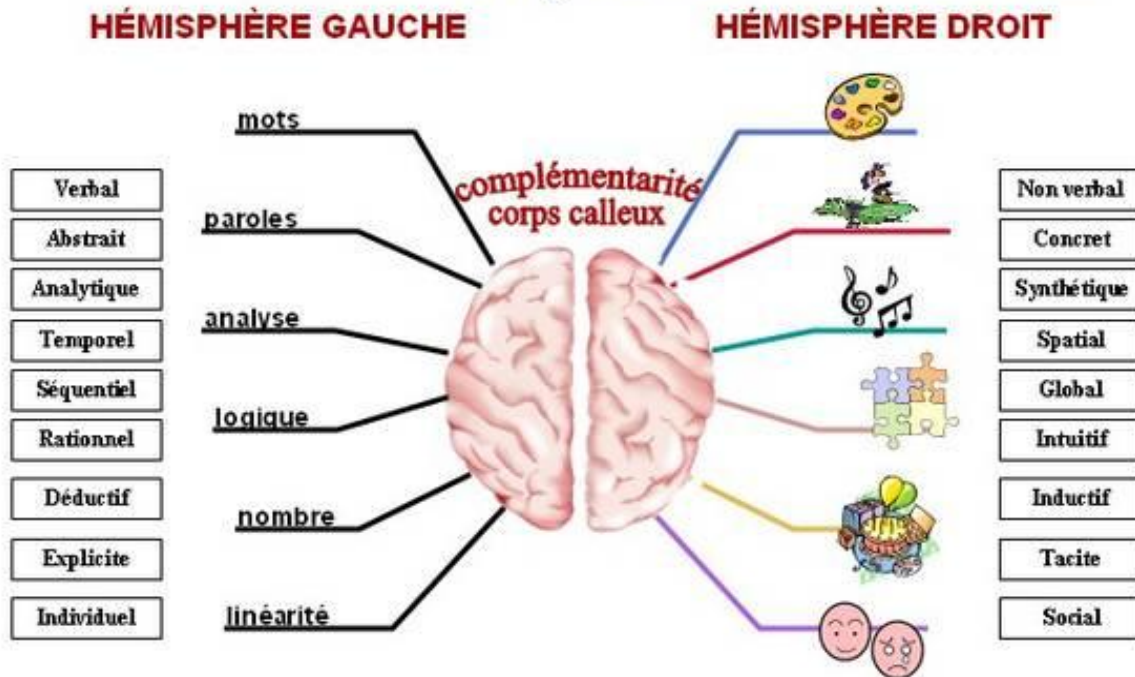 HÉMISPHÈRE GAUCHE
HÉMISPHÈRE DROIT
complémentarité
corps calleux
mots
paroles
analyse
logique
nombre
linéarité
Verbal
Abstrait
Analytique
Temporel
Séquentiel
Rationnel
Déductif
Explicite
Individuel
Non verbal
Concret
Synthétique
Spatial
Global
Intuitif
Inductif
Tacite
Social